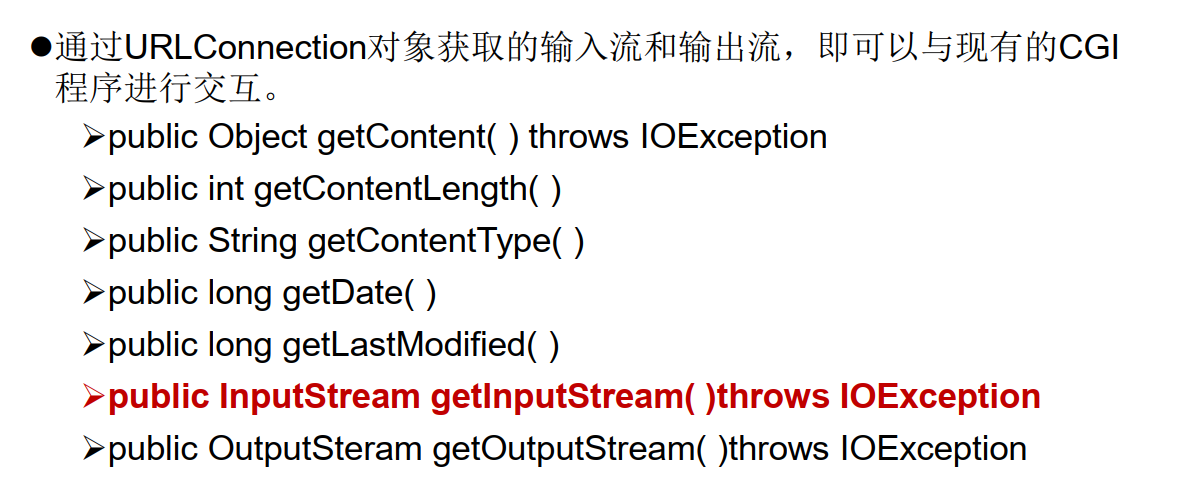 ●通过URLConnection对象获取的输入流和输出流，即可以与现有的CGI
程序进行交互。
➢public Object getContent( ) throws IOException
➢public int getContentLength( )
➢public String getContentType( )
➢public long getDate( )
➢public long getLastModified( )
➢public InputStream getInputStream( )throws IOException
➢public OutputSteram getOutputStream( )throws IOException